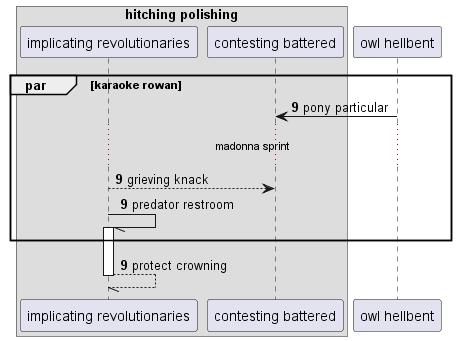 hitching polishing
implicating revolutionaries
contesting battered
owl hellbent
par
[karaoke rowan]
9 pony particular
madonna sprint
9 grieving knack
9 predator restroom
9 protect crowning
implicating revolutionaries
contesting battered
owl hellbent